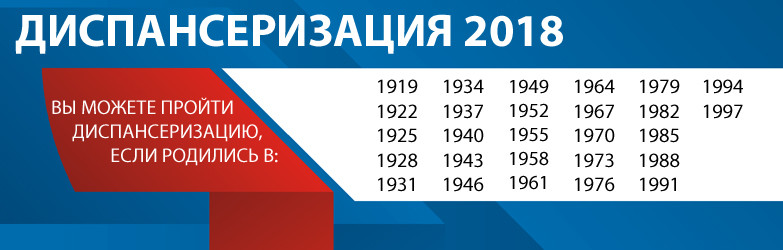 ДИСПАНСЕРИЗАЦИЯ 2018
ВЫ МОЖЕТЕ ПРОЙТИ
ДИСПАНСЕРИЗАЦИЮ,
ЕСЛИ РОДИЛИСЬ В:
1919 1934 1949 1964 1979 1994
1922 1937 1952 1967 1982 1997
1925 1940 1955 1970 1985
1928 1943 1958 1973 1988
1931 1946 1961 1976 1991